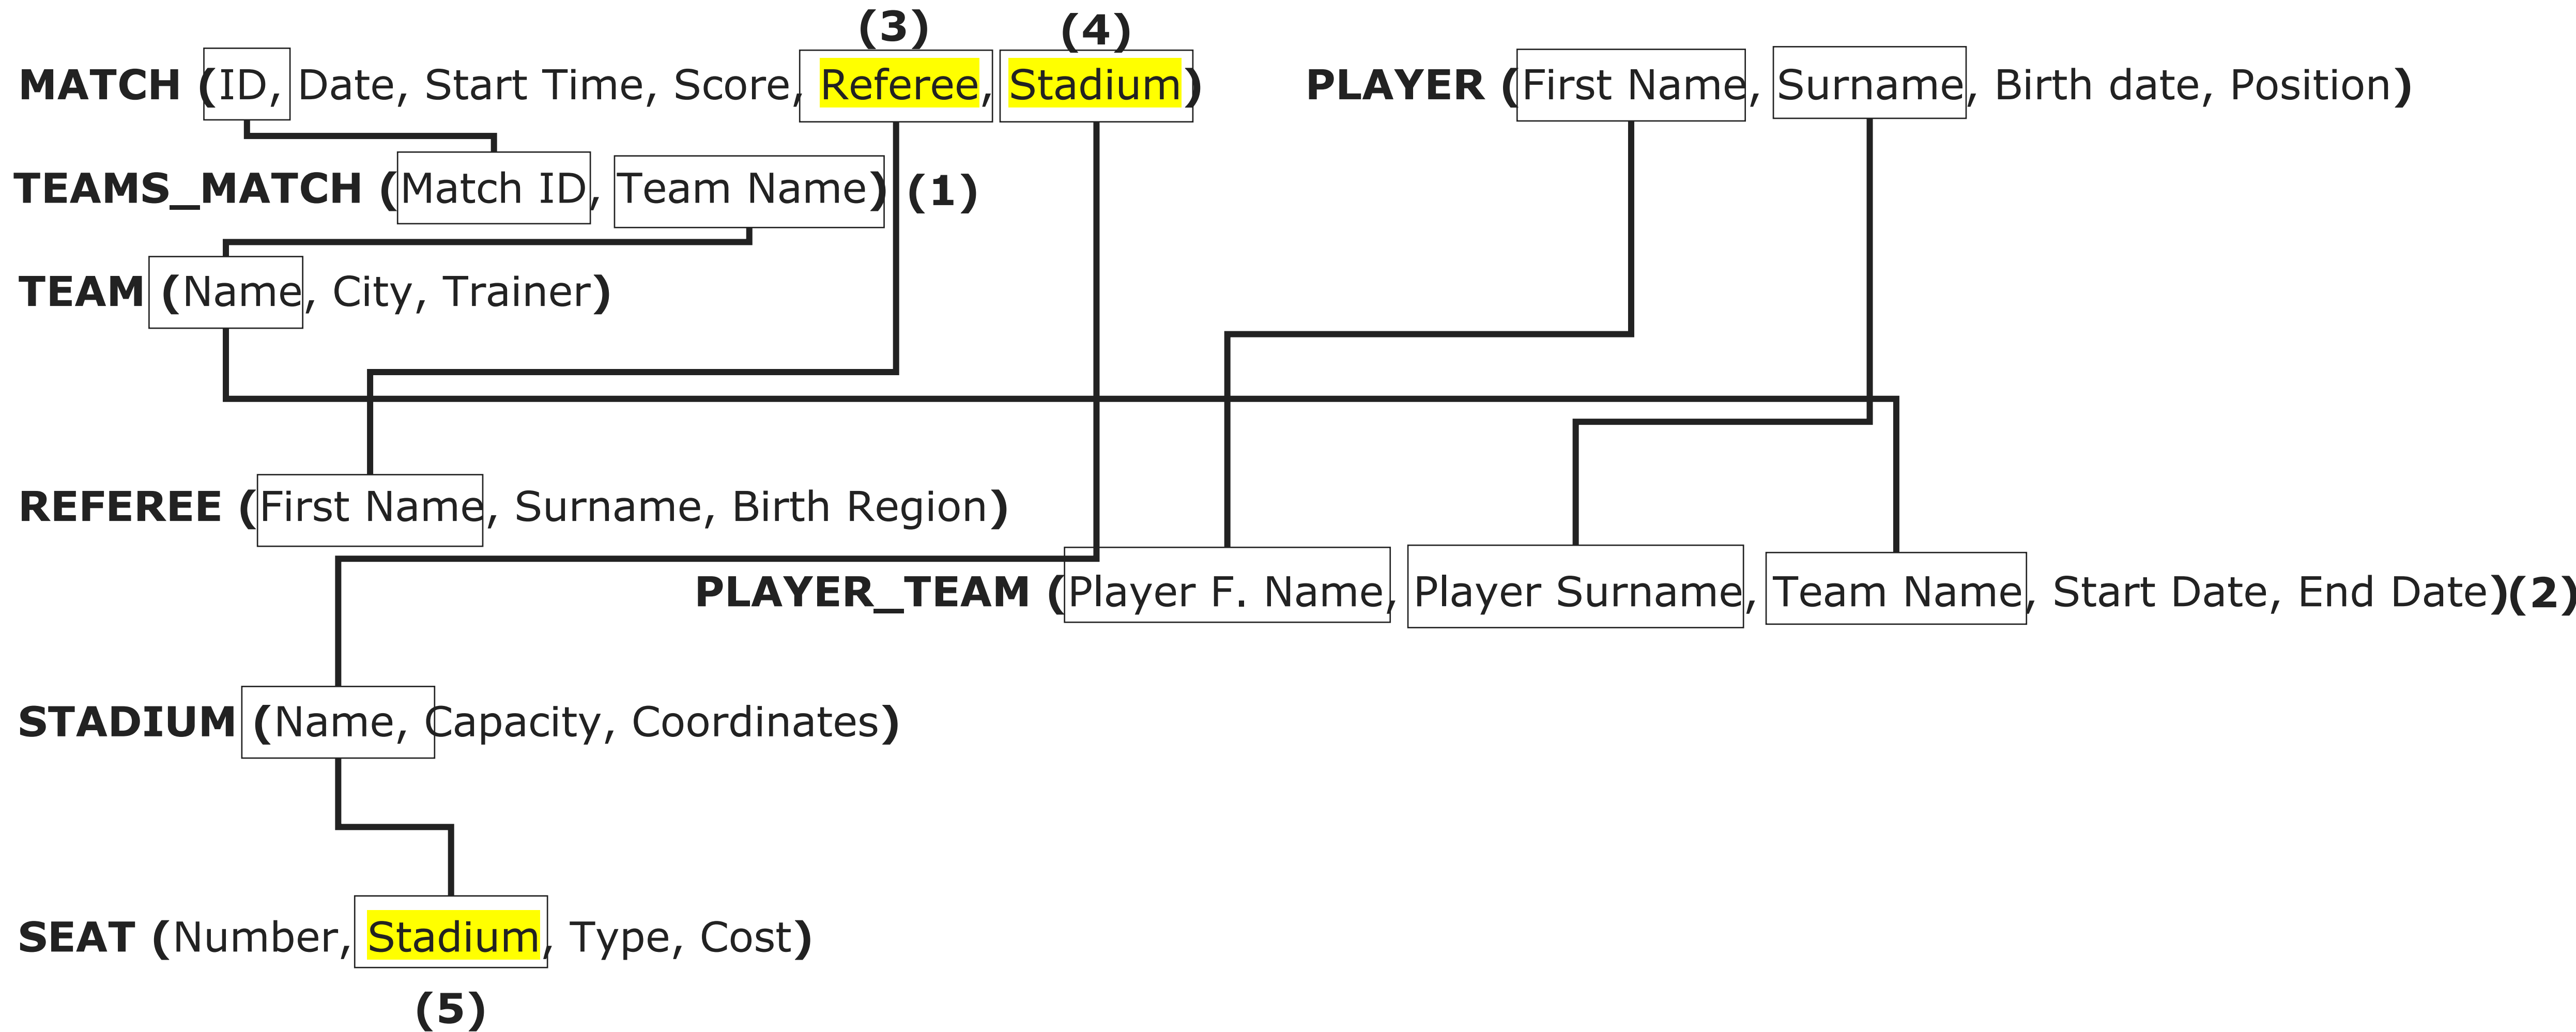 (3) (4)
MATCH (ID, Date, Start Time, Score, Referee, Stadium)
PLAYER (First Name, Surname, Birth date, Position)
TEAMS_MATCH (Match ID, Team Name) (1)
TEAM (Name, City, Trainer)
REFEREE (First Name, Surname, Birth Region)
PLAYER_TEAM (Player F. Name, Player Surname, Team Name, Start Date, End Date)(2)
STADIUM (Name, Capacity, Coordinates)
SEAT (Number, Stadium, Type, Cost)
(5)